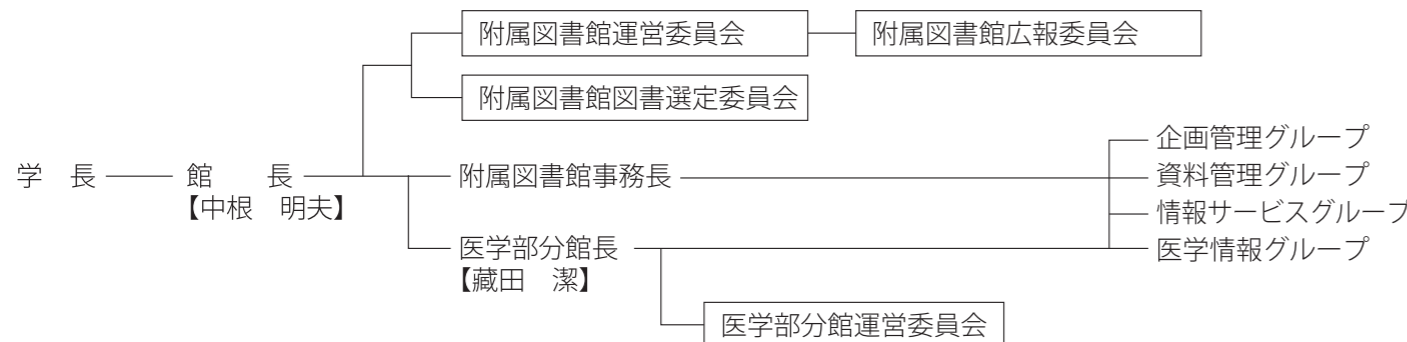 附属図書館運営委員会
附属図書館広報委員会
附属図書館図書選定委員会
学　長
館　　長
【中根　明夫】
附属図書館事務長
医学部分館長
【藏田　潔】
医学部分館運営委員会
企画管理グループ
資料管理グループ
情報サービスグループ
医学情報グループ